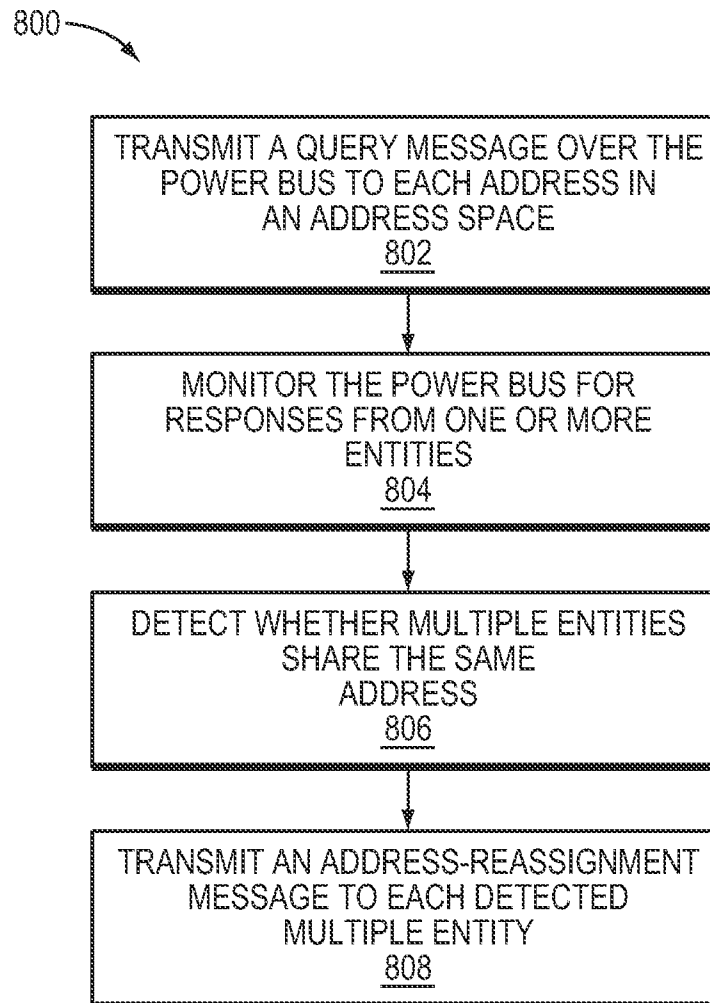 800
TRANSMIT A QUERY MESSAGE OVER THE
POWER BUS TO EACH ADDRESS IN
AN ADDRESS SPACE
802
MONITOR THE POWER BUS FOR
RESPONSES FROM ONE OR MORE
ENTITIES
804
DETECT WHETHER MULTIPLE ENTITIES
SHARE THE SAME
ADDRESS
806
TRANSMIT AN ADDRESS-REASSIGNMENT
MESSAGE TO EACH DETECTED
MULTIPLE ENTITY
808